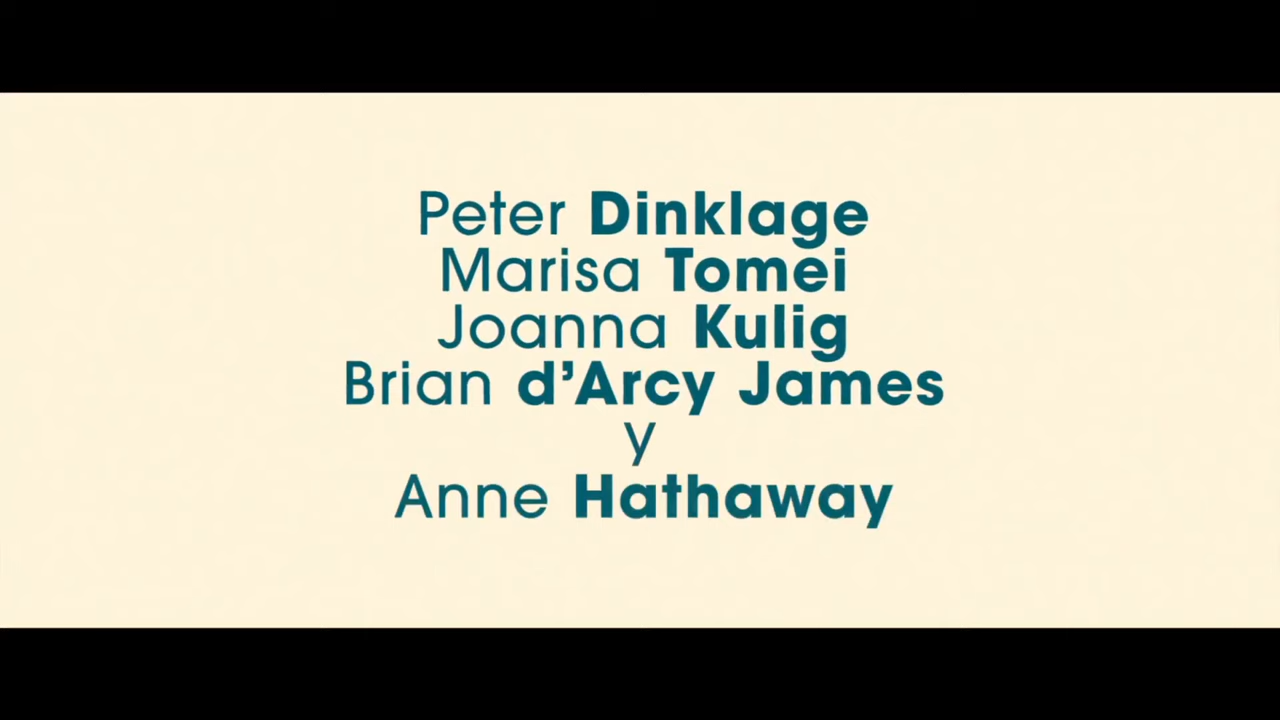 Peter Dinklage
Marisa Tomei
Joanna Kulig
Brian d’Arcy James
y
Anne Hathaway